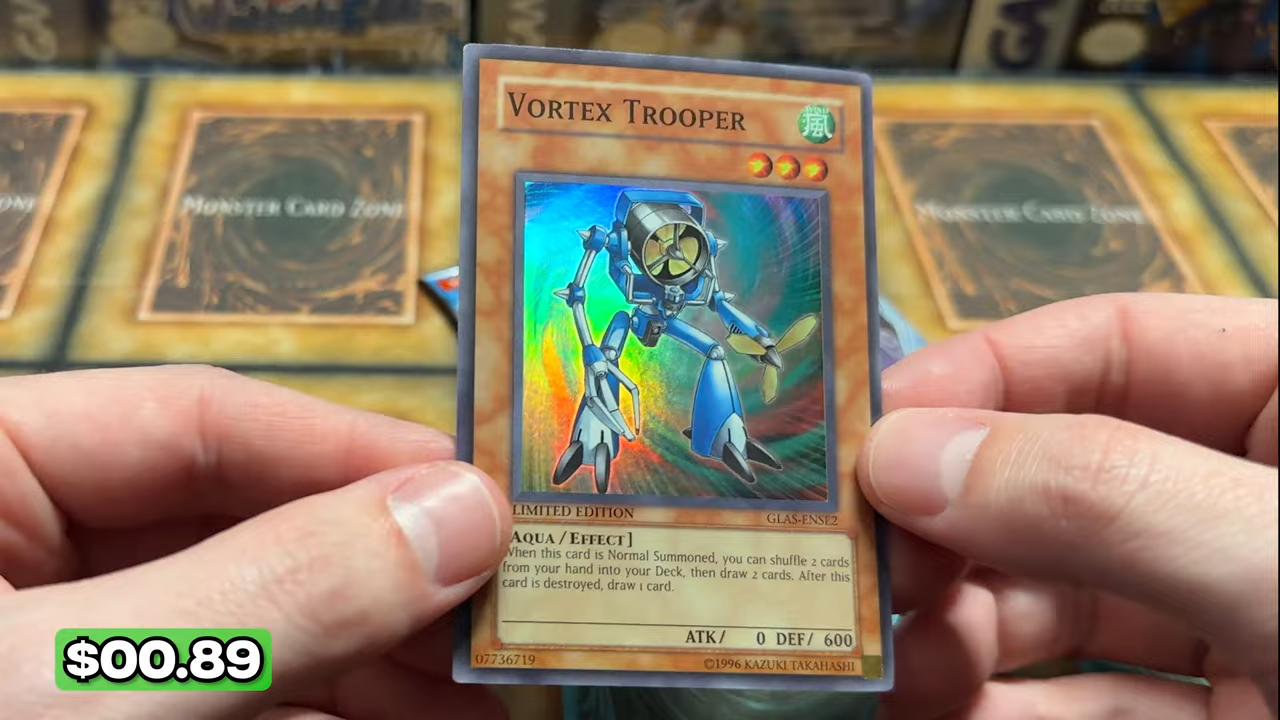 VORTEX TROOPER
WIND
風
MONSTER CARD ZONE
MONSTER CARD ZONE
LIMITED EDITION
GLAS-ENSE2
AQUA / EFFECT]
When this card is Normal Summoned, you can shuffle 2 cards
from your hand into your Deck, then draw 2 cards. After this
card is destroyed, draw 1 card.
ATK/ 0 DEF/ 600
07736719
©1996 KAZUKI TAKAHASHI
$00.89